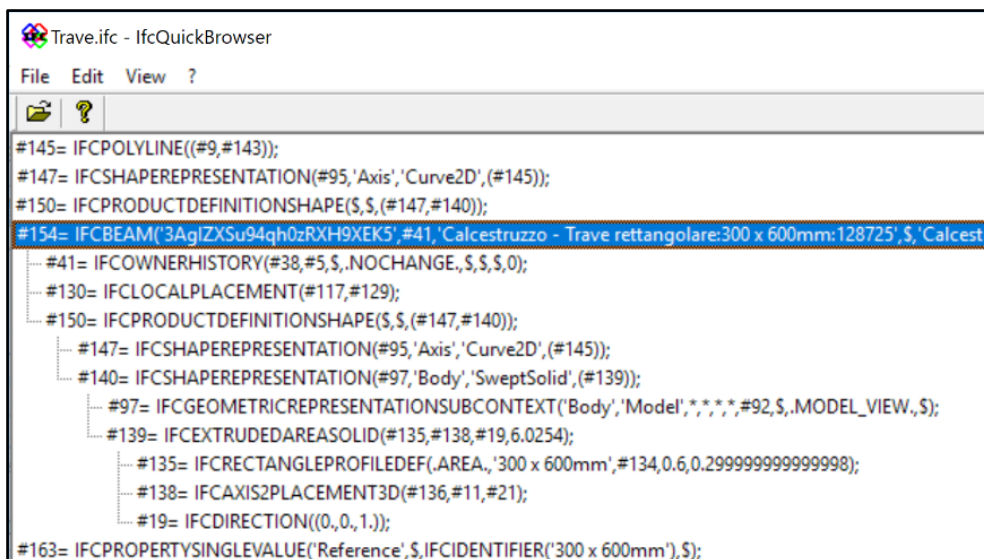 Trave.ifc - IfcQuickBrowser
File Edit View ?
#145= IFCPOLYLINE((#9,#143));
#147= IFCSHAPEREPRESENTATION(#95,'Axis','Curve2D',(#145));
#150= IFCPRODUCTDEFINITIONSHAPE($,$,(#147,#140));
#154= IFCBEAM('3AgIZXSu94qh0zRXH9XEK5',#41,'Calcestruzzo - Trave rettangolare:300 x 600mm:128725',$,'Calcest
#41= IFCOWNERHISTORY(#38,#5,$,.NOCHANGE.,$,$,$,0);
#130= IFCLOCALPLACEMENT(#117,#129);
#150= IFCPRODUCTDEFINITIONSHAPE($,$,(#147,#140));
#147= IFCSHAPEREPRESENTATION(#95,'Axis','Curve2D',(#145));
#140= IFCSHAPEREPRESENTATION(#97,'Body','SweptSolid',(#139));
#97= IFCGEOMETRICREPRESENTATIONSUBCONTEXT('Body','Model',*,*,*,*,#92,$,.MODEL_VIEW.,$);
#139= IFCEXTRUDEDAREASOLID(#135,#138,#19,6.0254);
#135= IFCRECTANGLEPROFILEDEF(.AREA.,'300 x 600mm',#134,0.6,0.299999999999998);
#138= IFCAXIS2PLACEMENT3D(#136,#11,#21);
#19= IFCDIRECTION((0.,0.,1.));
#163= IFCPROPERTYSINGLEVALUE('Reference',$,IFCIDENTIFIER('300 x 600mm'),$);